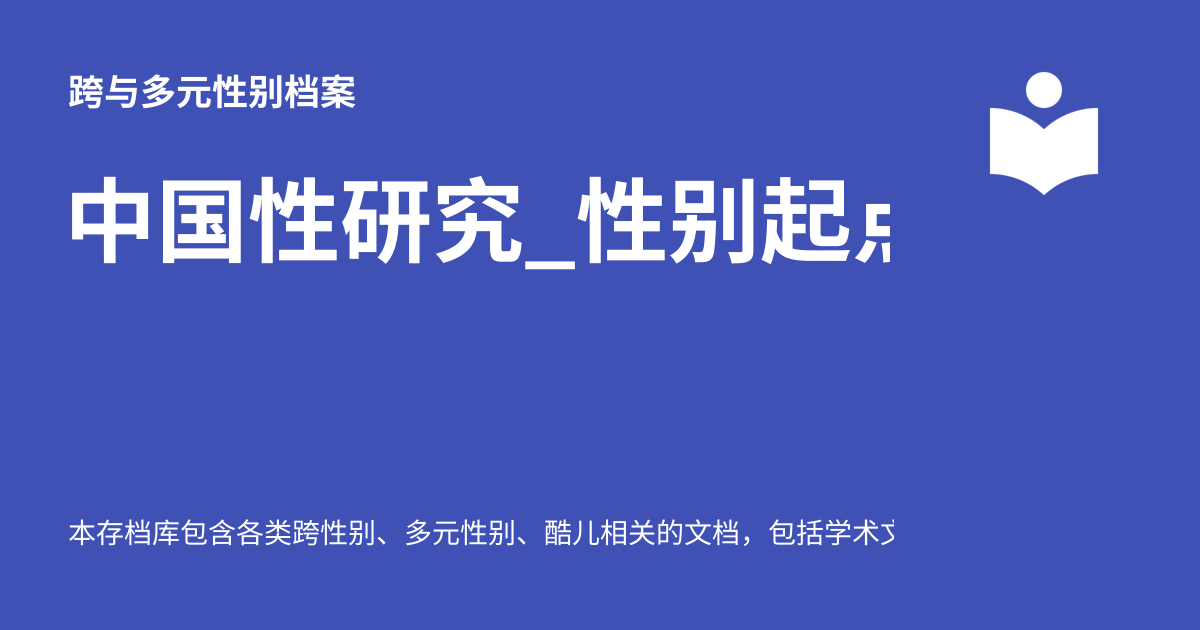 跨与多元性别档案
中国性研究_性别起
本存档库包含各类跨性别、多元性别、酷儿相关的文档，包括学术